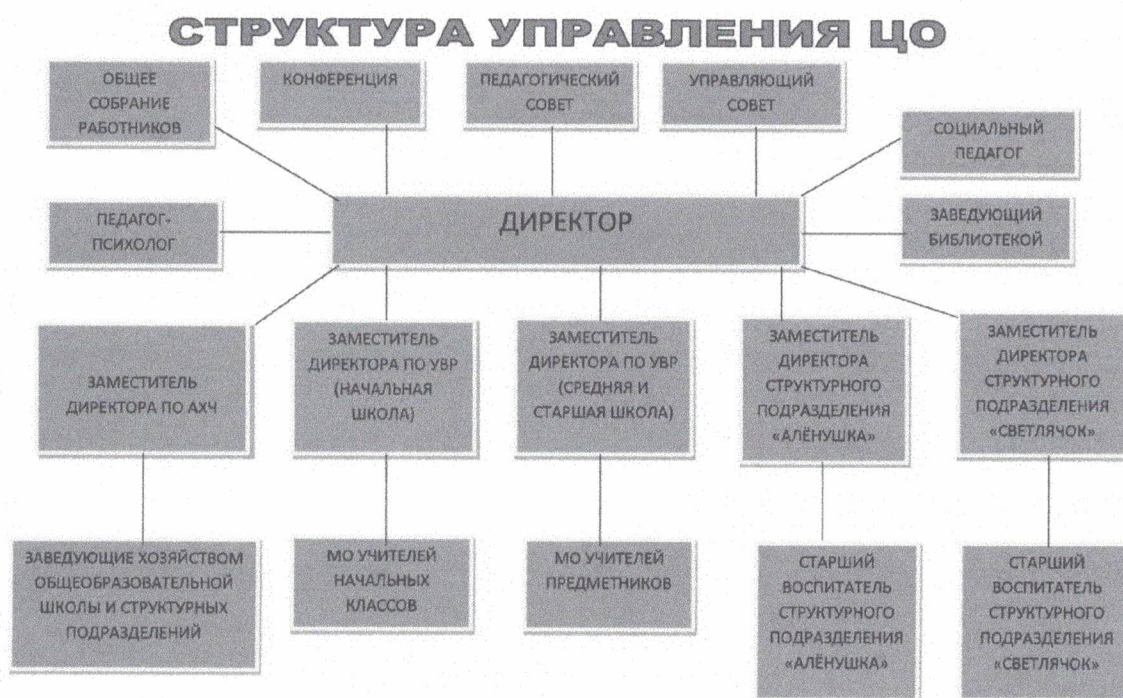 СТРУКТУРА УПРАВЛЕНИЯ ЦО
ОБЩЕЕ
СОБРАНИЕ
РАБОТНИКОВ
КОНФЕРЕНЦИЯ
ПЕДАГОГИЧЕСКИЙ
СОВЕТ
УПРАВЛЯЮЩИЙ
СОВЕТ
СОЦИАЛЬНЫЙ
ПЕДАГОГ
ПЕДАГОГ-
ПСИХОЛОГ
ДИРЕКТОР
ЗАВЕДУЮЩИЙ
БИБЛИОТЕКОЙ
ЗАМЕСТИТЕЛЬ
ДИРЕКТОРА ПО АХЧ
ЗАМЕСТИТЕЛЬ
ДИРЕКТОРА ПО УВР
(НАЧАЛЬНАЯ
ШКОЛА)
ЗАМЕСТИТЕЛЬ
ДИРЕКТОРА ПО УВР
(СРЕДНЯЯ И
СТАРШАЯ ШКОЛА)
ЗАМЕСТИТЕЛЬ
ДИРЕКТОРА
СТРУКТУРНОГО
ПОДРАЗДЕЛЕНИЯ
«АЛЁНУШКА»
ЗАМЕСТИТЕЛЬ
ДИРЕКТОРА
СТРУКТУРНОГО
ПОДРАЗДЕЛЕНИЯ
«СВЕТЛЯЧОК»
ЗАВЕДУЮЩИЕ ХОЗЯЙСТВОМ
ОБЩЕОБРАЗОВАТЕЛЬНОЙ
ШКОЛЫ И СТРУКТУРНЫХ
ПОДРАЗДЕЛЕНИЙ
МО УЧИТЕЛЕЙ
НАЧАЛЬНЫХ
КЛАССОВ
МО УЧИТЕЛЕЙ
ПРЕДМЕТНИКОВ
СТАРШИЙ
ВОСПИТАТЕЛЬ
СТРУКТУРНОГО
ПОДРАЗДЕЛЕНИЯ
«АЛЁНУШКА»
СТАРШИЙ
ВОСПИТАТЕЛЬ
СТРУКТУРНОГО
ПОДРАЗДЕЛЕНИЯ
«СВЕТЛЯЧОК»